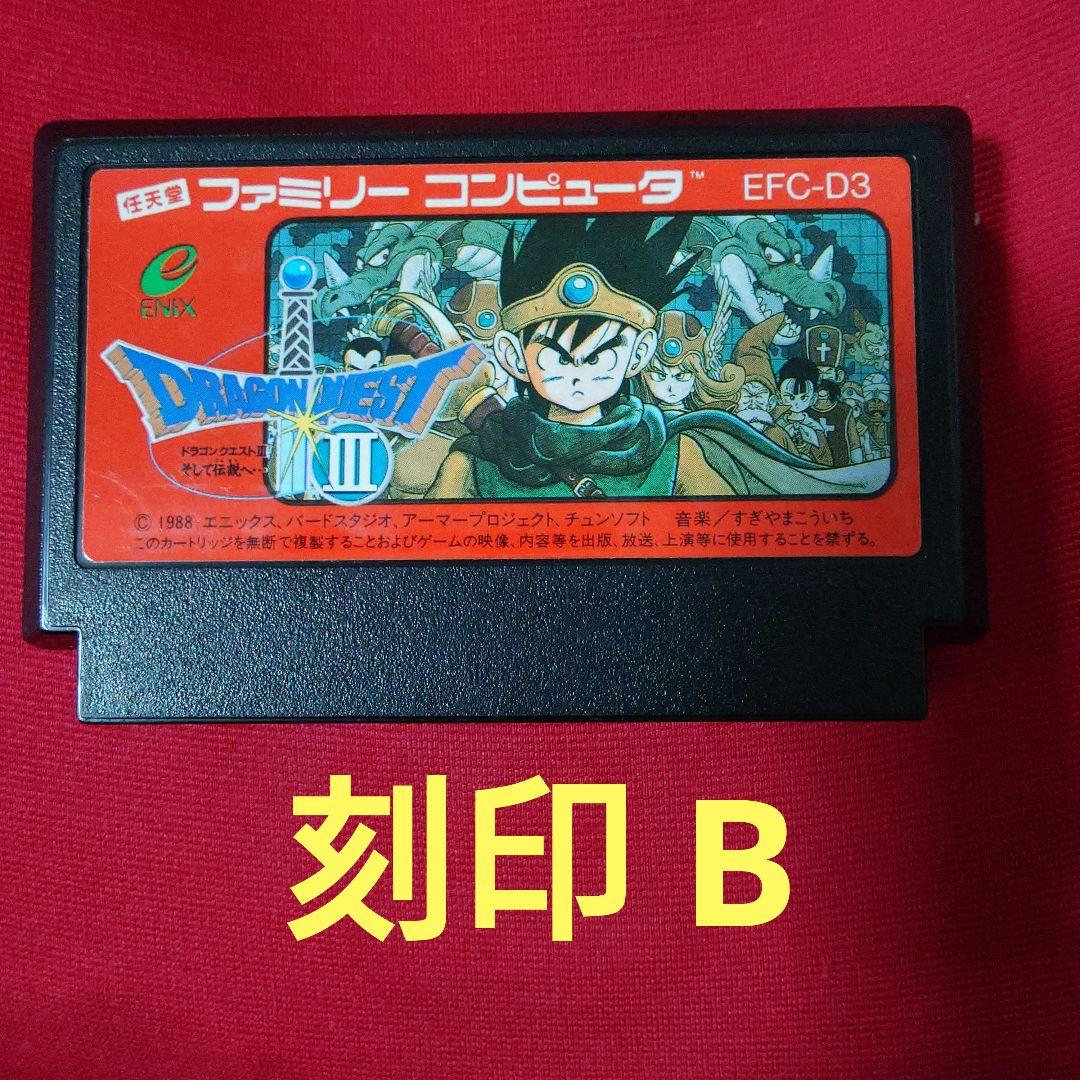 任天堂 ファミリー コンピュータ™ EFC-D3
ENIX
DRAGON QUEST
III
ドラゴンクエストIII
そして伝説へ…
© 1988 エニックス、バードスタジオ、アーマープロジェクト、チュンソフト 音楽／すぎやまこういち
このカートリッジを無断で複製することおよびゲームの映像、内容等を出版、放送、上演等に使用することを禁ずる。
刻印 B